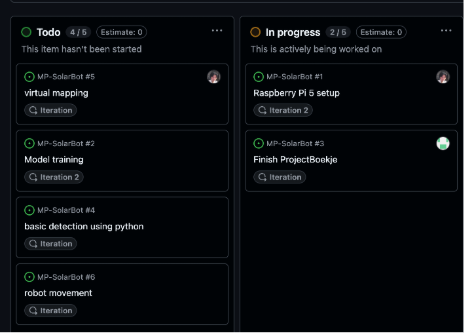 Todo 4 / 5 Estimate: 0 ...
This item hasn't been started
MP-SolarBot #5
virtual mapping
Iteration
MP-SolarBot #2
Model training
Iteration 2
MP-SolarBot #4
basic detection using python
Iteration
MP-SolarBot #6
robot movement
Iteration
In progress 2 / 5 Estimate: 0 ...
This is actively being worked on
MP-SolarBot #1
Raspberry Pi 5 setup
Iteration 2
MP-SolarBot #3
Finish ProjectBoekje
Iteration